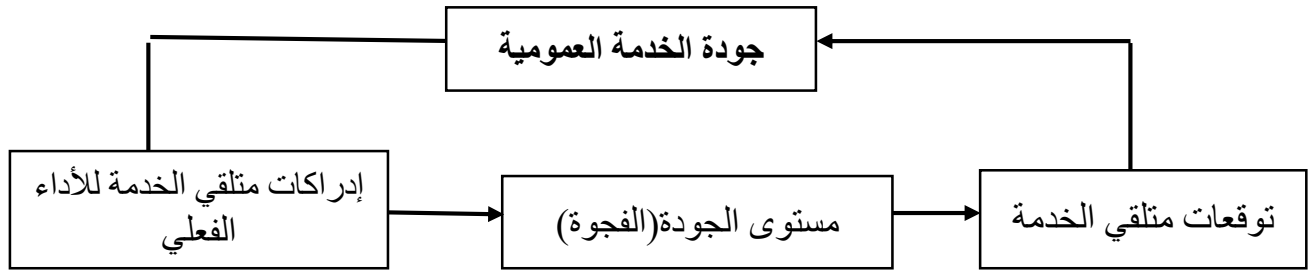 جودة الخدمة العمومية
توقعات متلقي الخدمة
مستوى الجودة(الفجوة)
إدراكات متلقي الخدمة للأداء
الفعلي